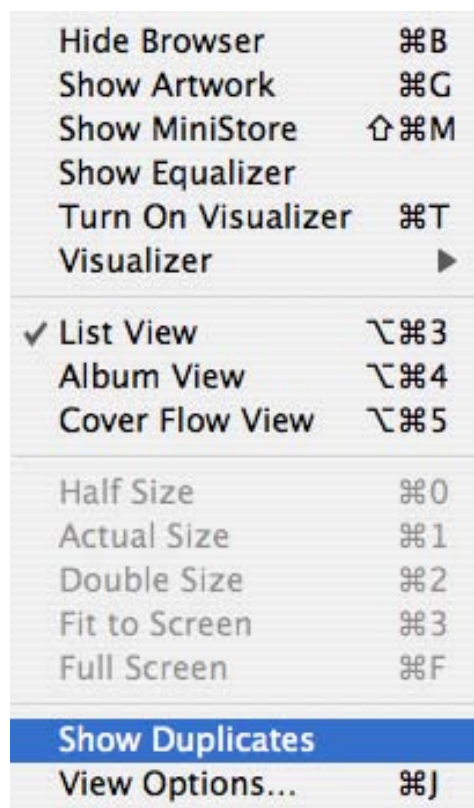 Hide Browser ⌘B
Show Artwork ⌘G
Show MiniStore ⇧⌘M
Show Equalizer
Turn On Visualizer ⌘T
Visualizer ▶
✓ List View ⌥⌘3
Album View ⌥⌘4
Cover Flow View ⌥⌘5
Half Size ⌘0
Actual Size ⌘1
Double Size ⌘2
Fit to Screen ⌘3
Full Screen ⌘F
Show Duplicates
View Options... ⌘J